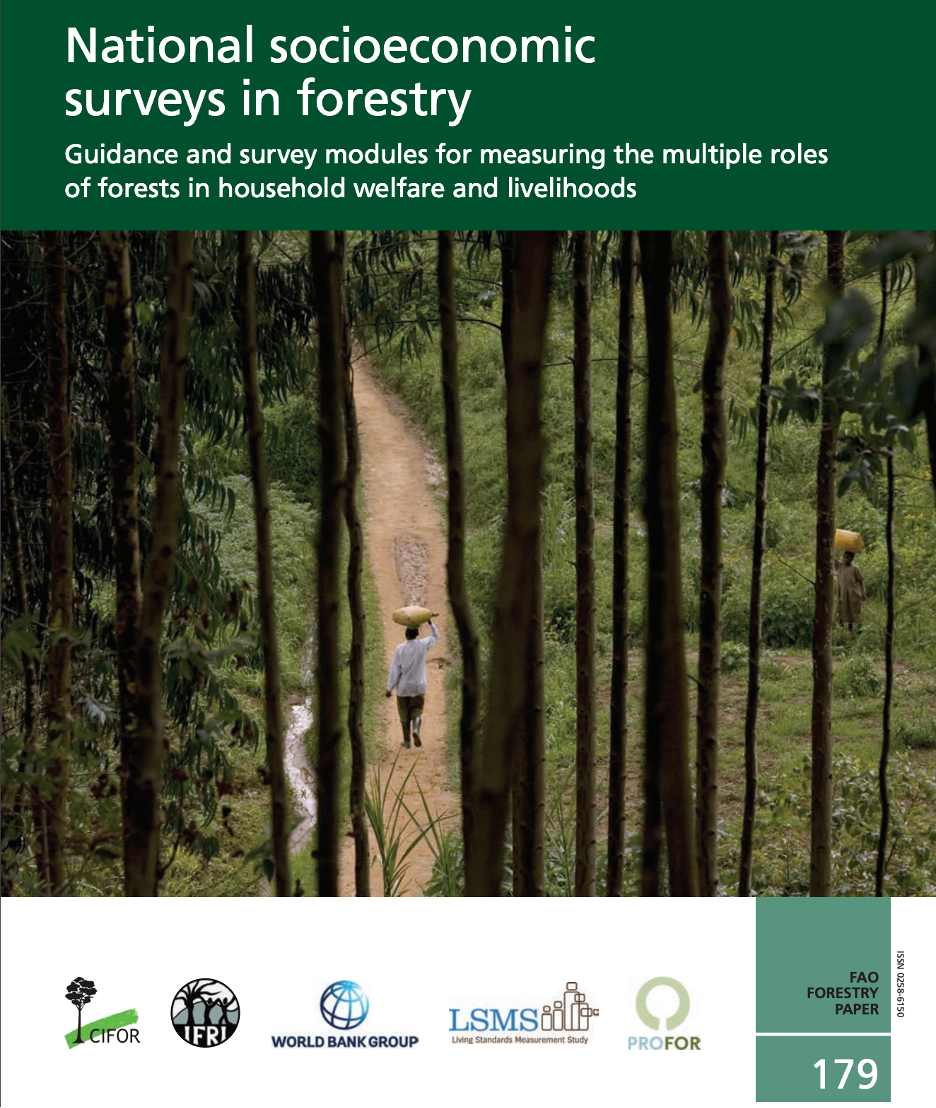 National socioeconomic
surveys in forestry
Guidance and survey modules for measuring the multiple roles
of forests in household welfare and livelihoods
CIFOR
IFRI
WORLD BANK GROUP
LSMS
Living Standards Measurement Study
PROFOR
FAO
FORESTRY
PAPER
179
ISSN 0258-6150